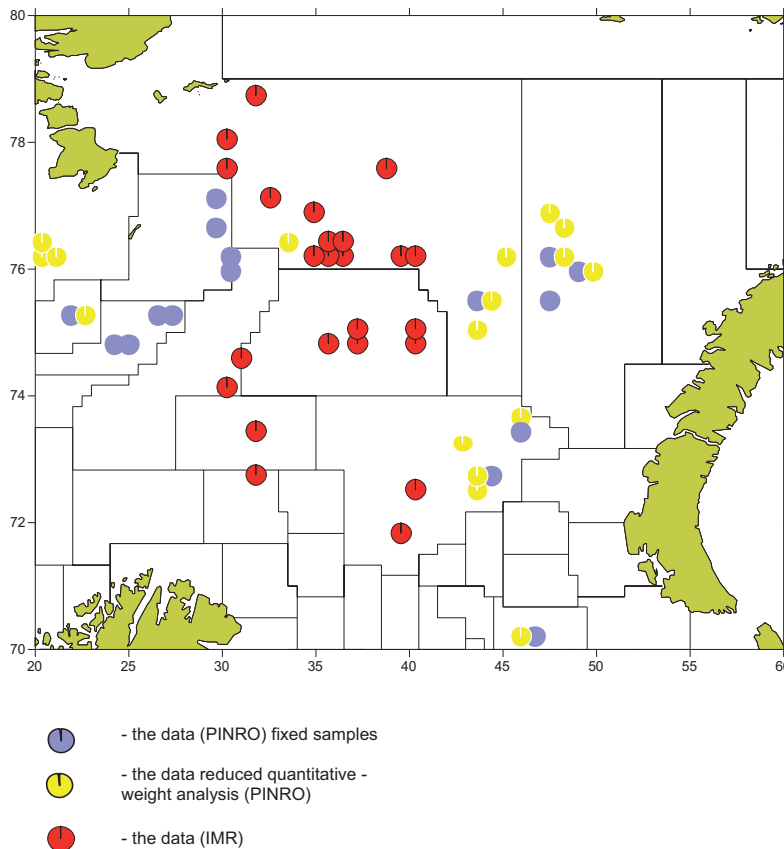 80
78
76
74
72
70
20 25 30 35 40 45 50 55 60
- the data (PINRO) fixed samples
- the data reduced quantitative -
weight analysis (PINRO)
- the data (IMR)